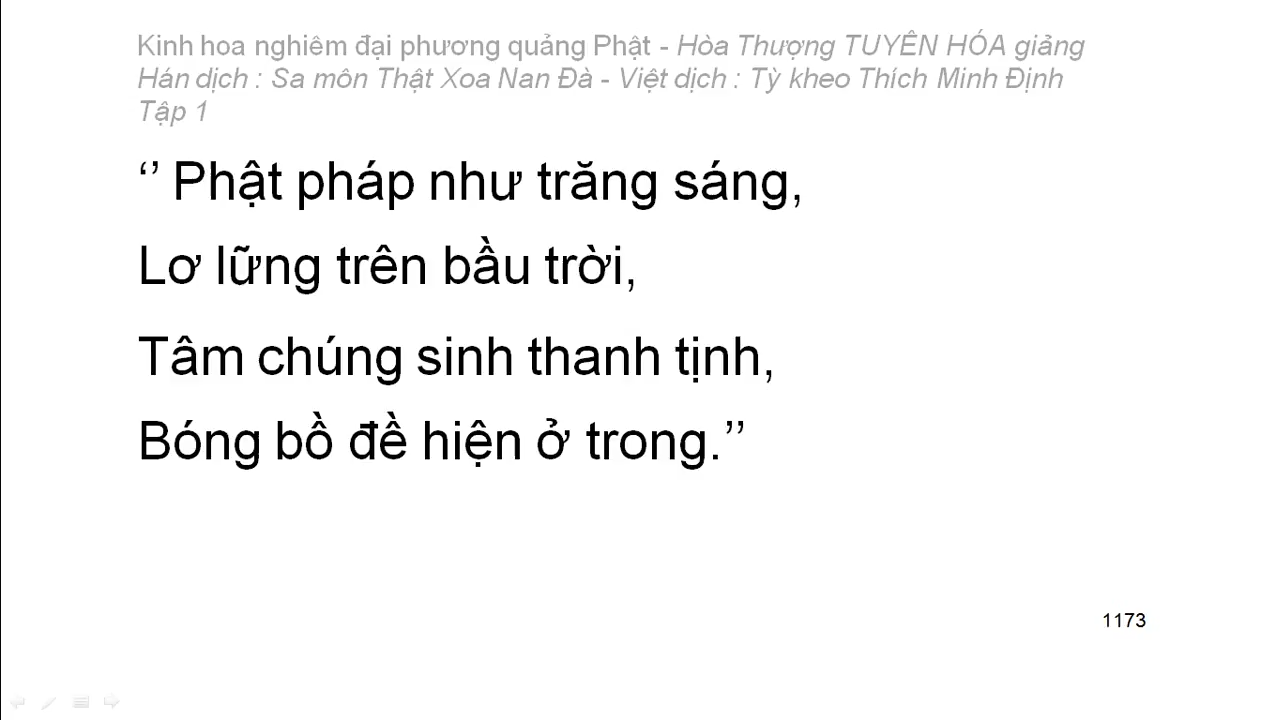 Kinh hoa nghiêm đại phương quảng Phật - Hòa Thượng TUYÊN HÓA giảng
Hán dịch : Sa môn Thật Xoa Nan Đà - Việt dịch : Tỳ kheo Thích Minh Định
Tập 1
‘’ Phật pháp như trăng sáng,
Lơ lững trên bầu trời,
Tâm chúng sinh thanh tịnh,
Bóng bồ đề hiện ở trong.’’
1173